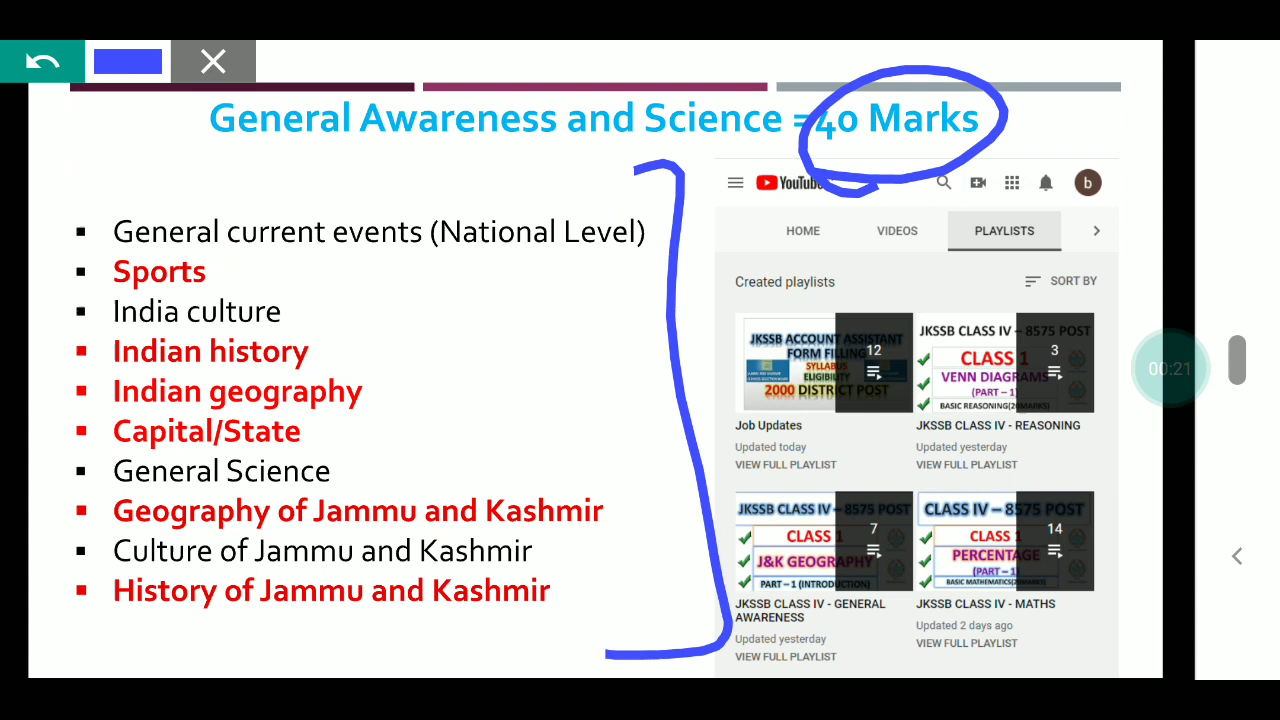 General Awareness and Science =40 Marks
General current events (National Level)
Sports
India culture
Indian history
Indian geography
Capital/State
General Science
Geography of Jammu and Kashmir
Culture of Jammu and Kashmir
History of Jammu and Kashmir
YouTube
b
HOME VIDEOS PLAYLISTS
Created playlists SORT BY
JKSSB ACCOUNT ASSISTANT
FORM FILLING
SYLLABUS
ELIGIBILITY
2000 DISTRICT POST
12
Job Updates
Updated today
VIEW FULL PLAYLIST
JKSSB CLASS IV – 8575 POST
CLASS 1
VENN DIAGRAMS
(PART – 1)
BASIC REASONING(20MARKS)
3
JKSSB CLASS IV - REASONING
Updated yesterday
VIEW FULL PLAYLIST
JKSSB CLASS IV – 8575 POST
CLASS 1
J&K GEOGRAPHY
PART – 1 (INTRODUCTION)
7
JKSSB CLASS IV - GENERAL
AWARENESS
Updated yesterday
VIEW FULL PLAYLIST
CLASS IV – 8575 POST
CLASS 1
PERCENTAGE
(PART – 1)
BASIC MATHEMATICS(20MARKS)
14
JKSSB CLASS IV - MATHS
Updated 2 days ago
VIEW FULL PLAYLIST
00:21